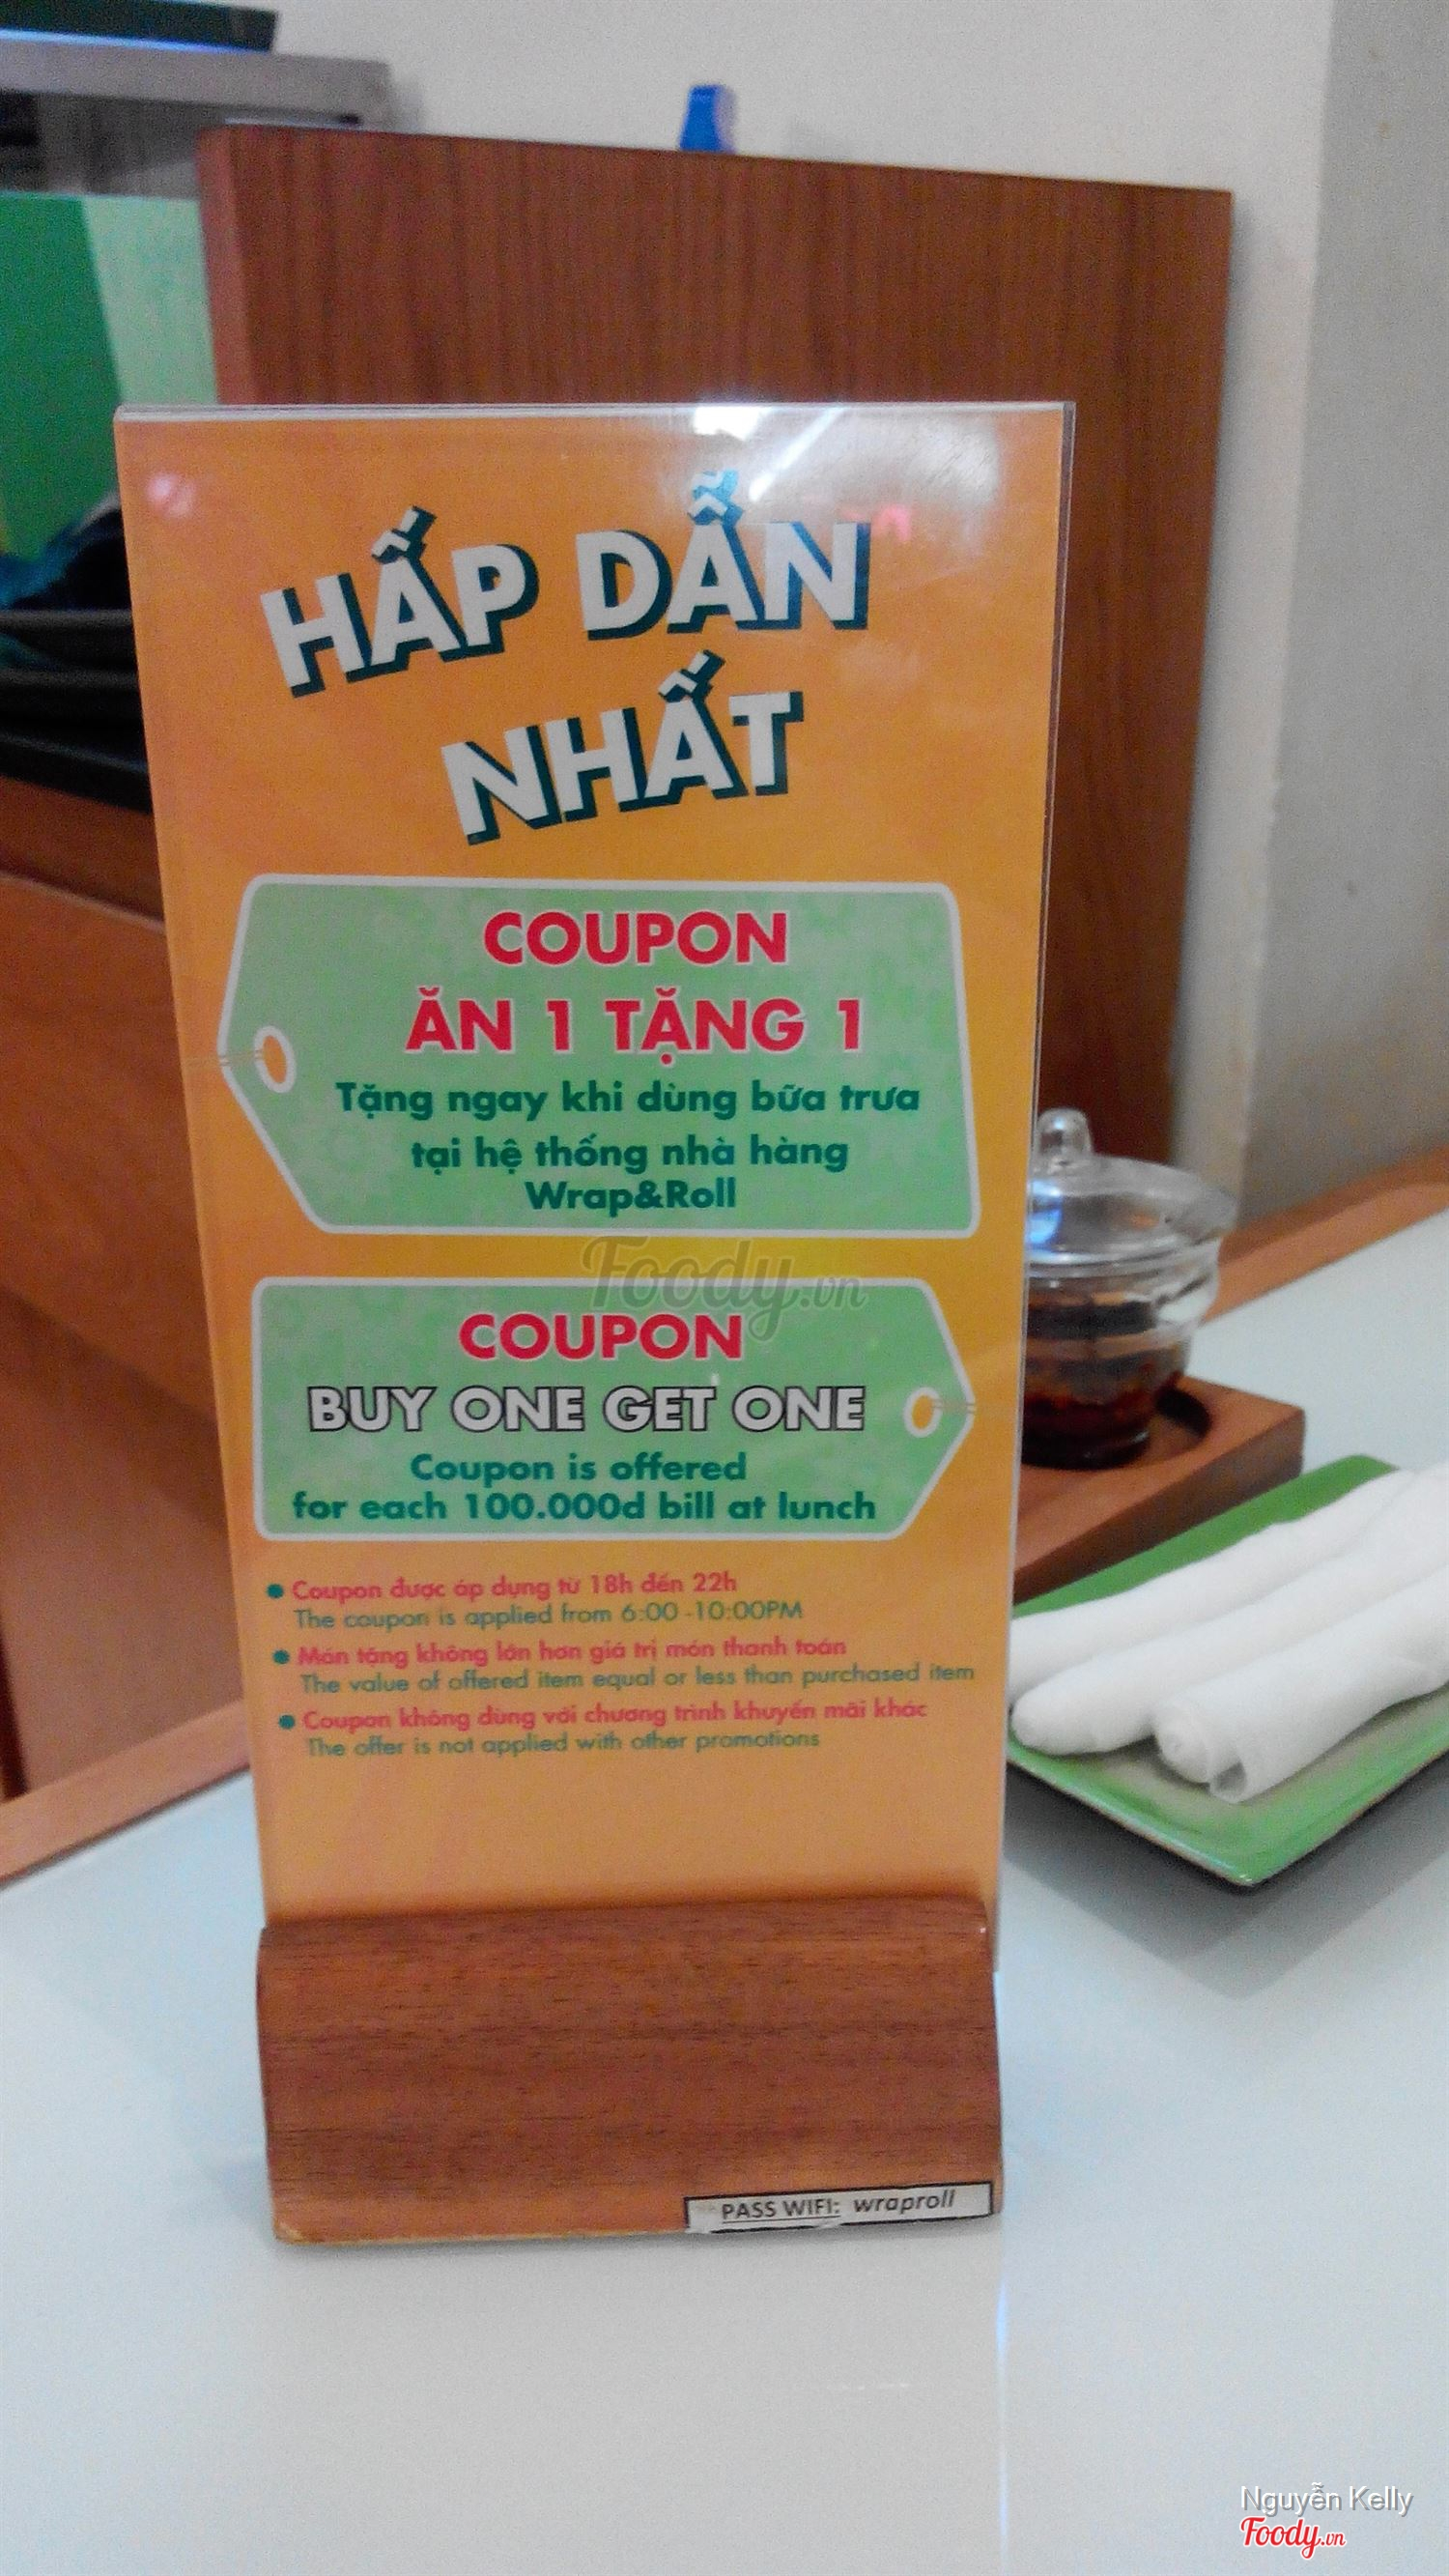 HẤP DẪN
NHẤT
COUPON
ĂN 1 TẶNG 1
Tặng ngay khi dùng bữa trưa
tại hệ thống nhà hàng
Wrap&Roll
Foody.vn
COUPON
BUY ONE GET ONE
Coupon is offered
for each 100.000d bill at lunch
Coupon được áp dụng từ 18h đến 22h
The coupon is applied from 6:00 -10:00PM
Món tặng không lớn hơn giá trị món thanh toán
The value of offered item equal or less than purchased item
Coupon không dùng với chương trình khuyến mãi khác
The offer is not applied with other promotions
PASS WIFI: wraproll
Nguyễn Kelly
Foody.vn